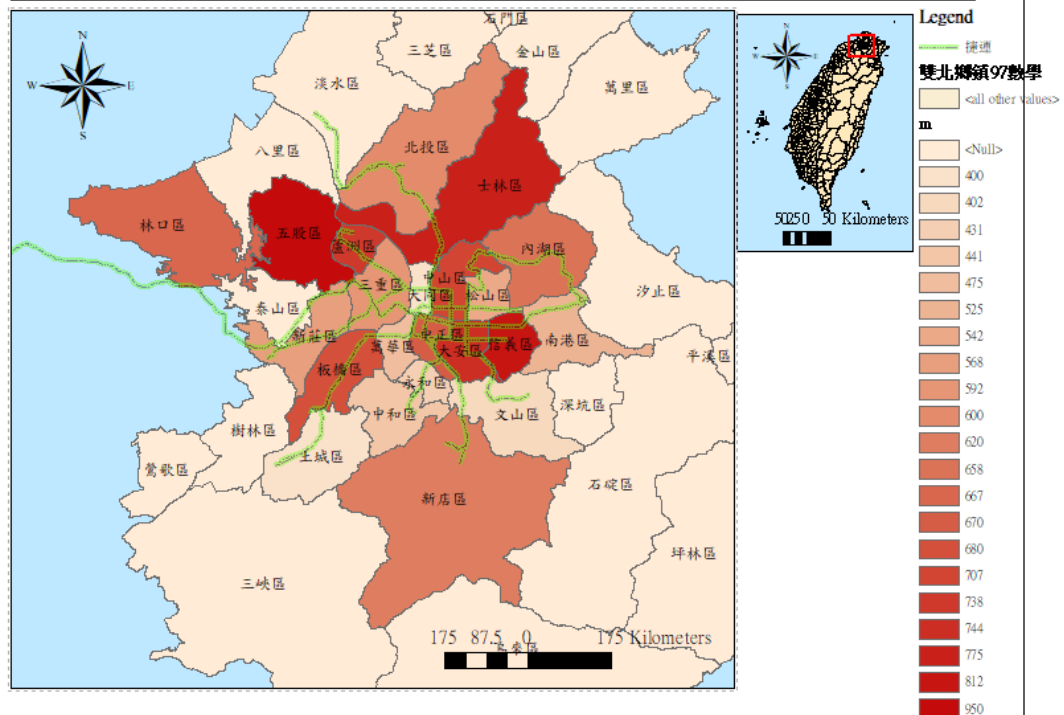 石門區
三芝區
金山區
淡水區
萬里區
八里區
北投區
士林區
林口區
五股區
蘆洲區
內湖區
三重區
中山區
大同區
松山區
汐止區
泰山區
新莊區
中正區
信義區
南港區
萬華區
大安區
平溪區
板橋區
永和區
深坑區
中和區
文山區
樹林區
土城區
鶯歌區
石碇區
新店區
坪林區
三峽區
N
W
E
S
175 87.5 0 175 Kilometers
N
W
E
S
50250 50 Kilometers
Legend
捷運
雙北鄉鎮97數學
<all other values>
m
<Null>
400
402
431
441
475
525
542
568
592
600
620
658
667
670
680
707
738
744
775
812
950